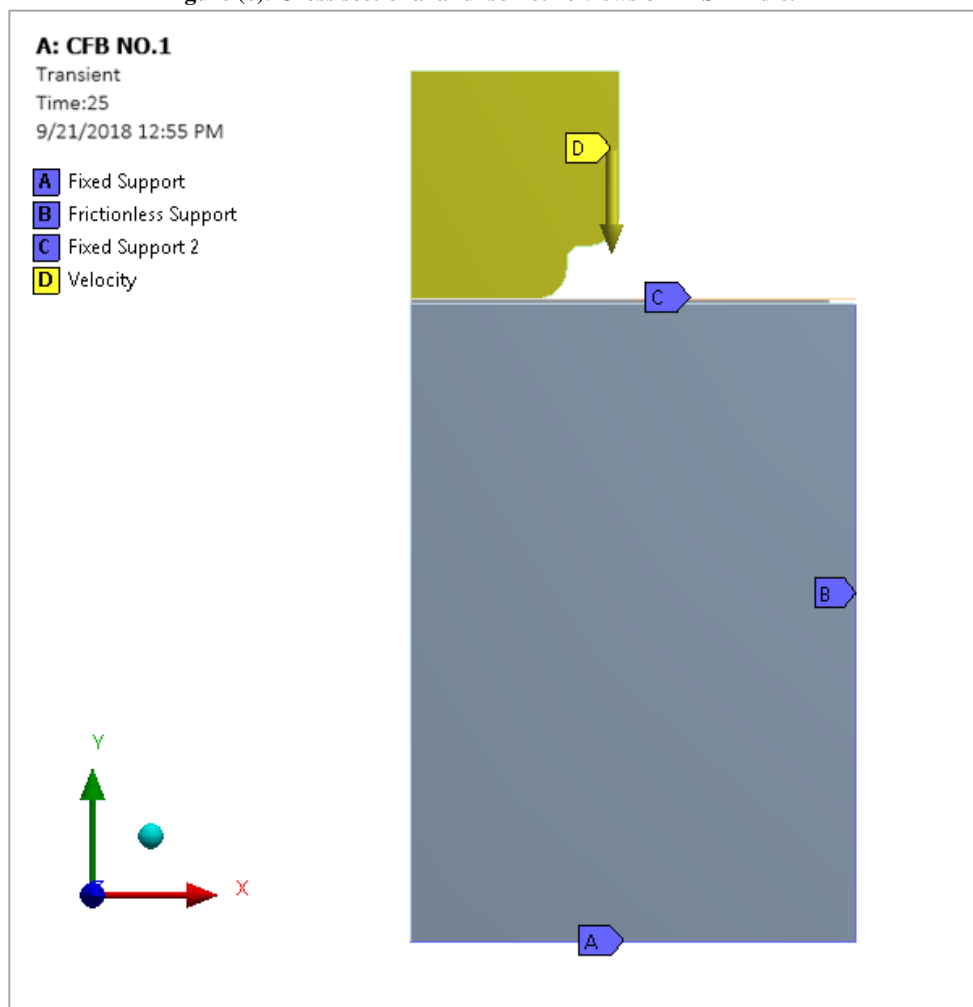 A: CFB NO.1
Transient
Time:25
9/21/2018 12:55 PM
A Fixed Support
B Frictionless Support
C Fixed Support 2
D Velocity
D
C
B
A
Y
X